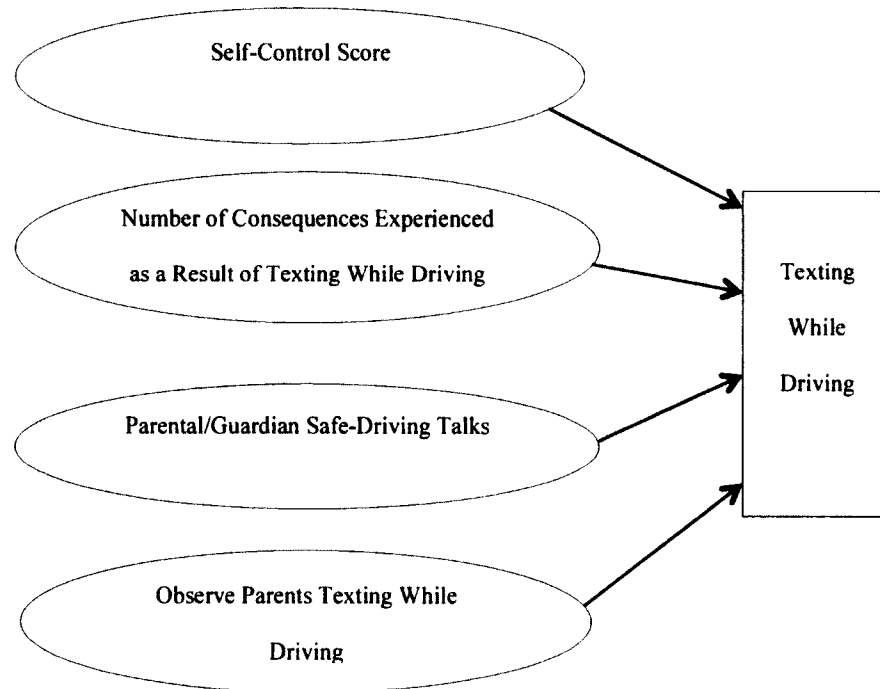 Self-Control Score
Number of Consequences Experienced
as a Result of Texting While Driving
Texting
While
Driving
Parental/Guardian Safe-Driving Talks
Observe Parents Texting While
Driving